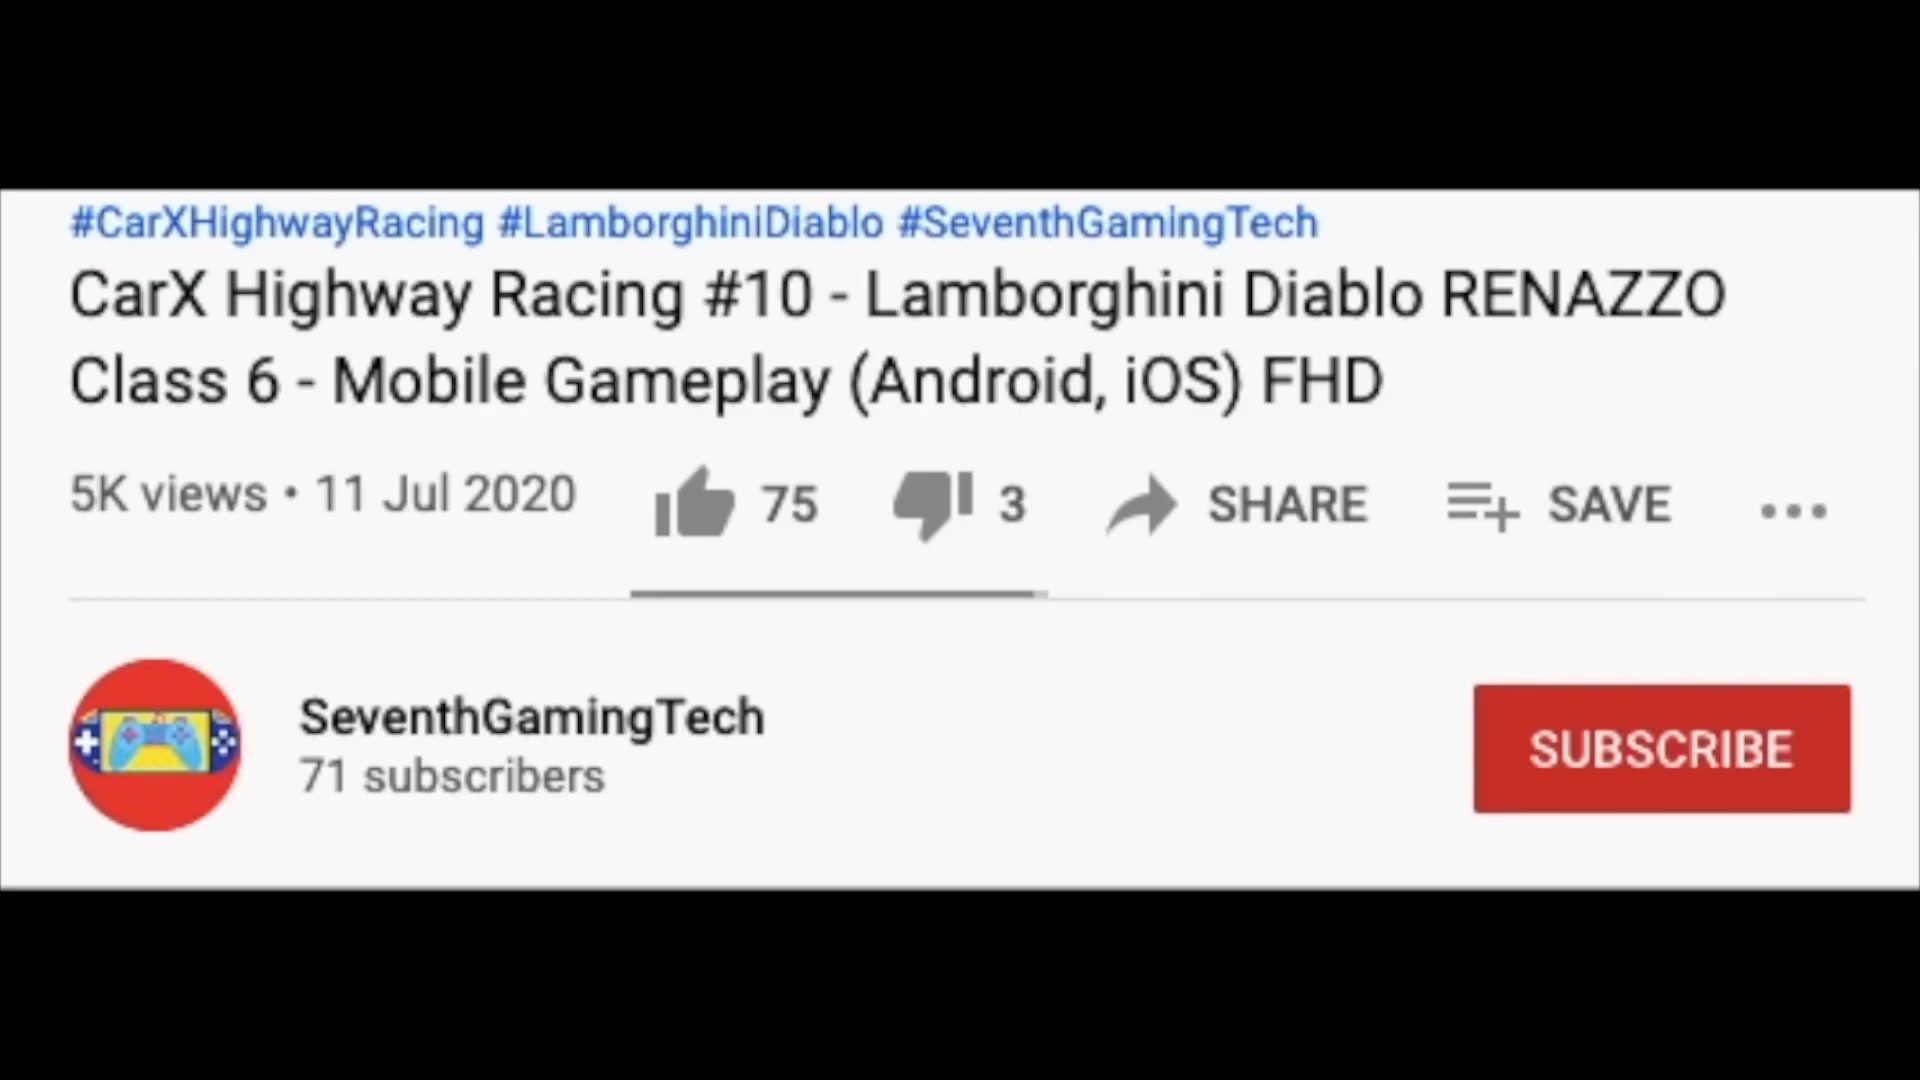 #CarXHighwayRacing #LamborghiniDiablo #SeventhGamingTech
CarX Highway Racing #10 - Lamborghini Diablo RENAZZO
Class 6 - Mobile Gameplay (Android, iOS) FHD
5K views • 11 Jul 2020 75 3 SHARE SAVE
SeventhGamingTech
71 subscribers
SUBSCRIBE